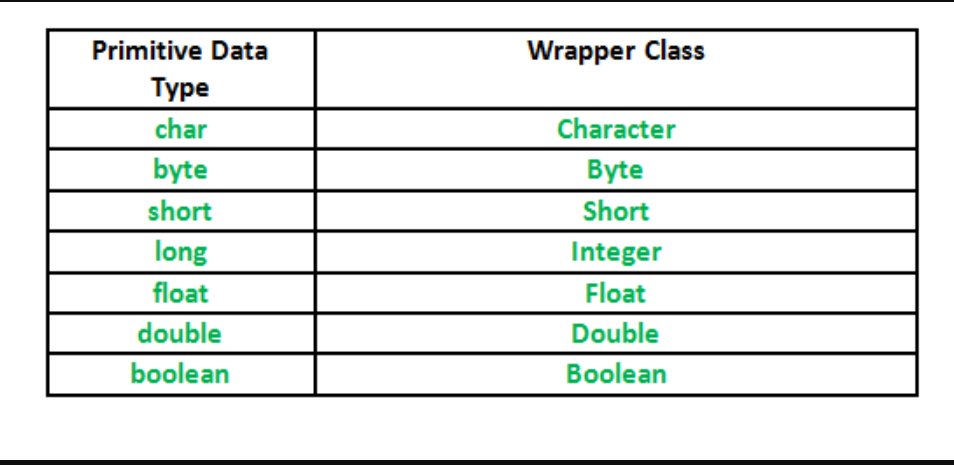 Primitive Data Wrapper Class
Type
char Character
byte Byte
short Short
long Integer
float Float
double Double
boolean Boolean